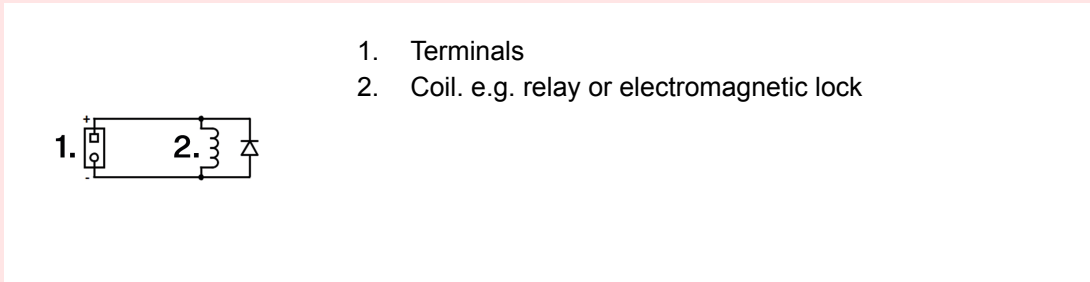 1. Terminals
2. Coil. e.g. relay or electromagnetic lock
+
1.
2.
-